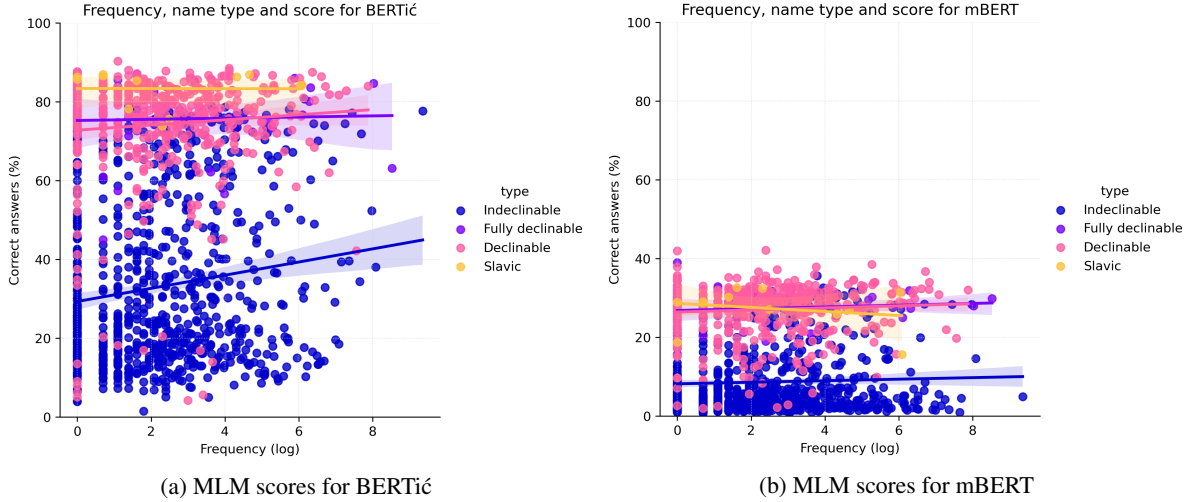 Frequency, name type and score for BERTić
100
80
60
40
20
0
Correct answers (%)
0 2 4 6 8
Frequency (log)
type
Indeclinable
Fully declinable
Declinable
Slavic
(a) MLM scores for BERTić
Frequency, name type and score for mBERT
100
80
60
40
20
0
Correct answers (%)
0 2 4 6 8
Frequency (log)
type
Indeclinable
Fully declinable
Declinable
Slavic
(b) MLM scores for mBERT